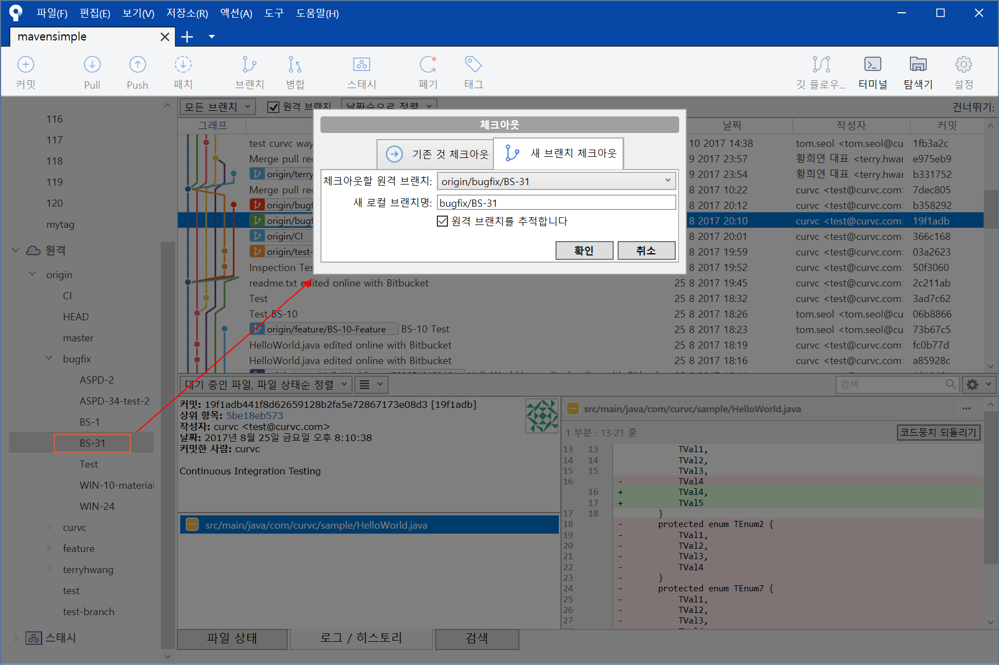 파일(F) 편집(E) 보기(V) 저장소(R) 액션(A) 도구 도움말(H)
mavensimple
커밋 Pull Push 패치 브랜치 병합 스태시 폐기 태그 깃 플로우... 터미널 탐색기 설정
116
117
118
119
120
mytag
원격
origin
CI
HEAD
master
bugfix
ASPD-2
ASPD-34-test-2
BS-1
BS-31
Test
WIN-10-material
WIN-24
curvc
feature
terryhwang
test
test-branch
스태시
모든 브랜치 원격 브랜치 날짜순으로 정렬 건너뛰기:
그래프 날짜 작성자 커밋
test curvc way 10 2017 14:38 tom.seol <tom.seol@cu 1fb3a2c
Merge pull re 9 2017 23:57 황희연 대표 <terry.hwar e975eb9
origin/terry 9 2017 23:54 황희연 대표 <terry.hwar b331752
Merge pull re 8 2017 10:22 curvc <test@curvc.com 7dec805
origin/bugf 8 2017 20:12 curvc <test@curvc.com b358292
origin/bugf 8 2017 20:10 curvc <test@curvc.com 19f1adb
origin/CI 8 2017 20:01 curvc <test@curvc.com 366c168
origin/test- 8 2017 19:59 curvc <test@curvc.com 03a2623
Inspection Tes 8 2017 19:52 curvc <test@curvc.com 50f3060
readme.txt edited online with Bitbucket 25 8 2017 19:45 curvc <test@curvc.com 2c211ab
Test 25 8 2017 18:32 curvc <test@curvc.com 3ad7c62
Test BS-10 25 8 2017 18:26 tom.seol <tom.seol@cu 06b8866
origin/feature/BS-10-Feature BS-10 Test 25 8 2017 18:23 tom.seol <tom.seol@cu 73b67c5
HelloWorld.java edited online with Bitbucket 25 8 2017 18:19 curvc <test@curvc.com fc0b77d
HelloWorld.java edited online with Bitbucket 25 8 2017 18:16 curvc <test@curvc.com a85928c
체크아웃
기존 것 체크아웃 새 브랜치 체크아웃
체크아웃할 원격 브랜치: origin/bugfix/BS-31
새 로컬 브랜치명: bugfix/BS-31
원격 브랜치를 추적합니다
확인 취소
대기 중인 파일, 파일 상태순 정렬 검색
커밋: 19f1adb441f8d62659128b2fa5e72867173e08d3 [19f1adb]
상위 항목: 5be18eb573
작성자: curvc <test@curvc.com>
날짜: 2017년 8월 25일 금요일 오후 8:10:38
커밋한 사람: curvc
Continuous Integration Testing
src/main/java/com/curvc/sample/HelloWorld.java
src/main/java/com/curvc/sample/HelloWorld.java
1 부분 : 13-21 줄 코드뭉치 되돌리기
13 13 TVal1,
14 14 TVal2,
15 15 TVal3,
16 - TVal4
16 + TVal4,
17 + TVal5
17 18 }
18 - protected enum TEnum2 {
19 - TVal1,
20 - TVal2,
21 - TVal3,
22 - TVal4
23 - }
24 - protected enum TEnum7 {
25 - TVal1,
26 - TVal2,
27 - TVal3,
파일 상태 로그 / 히스토리 검색